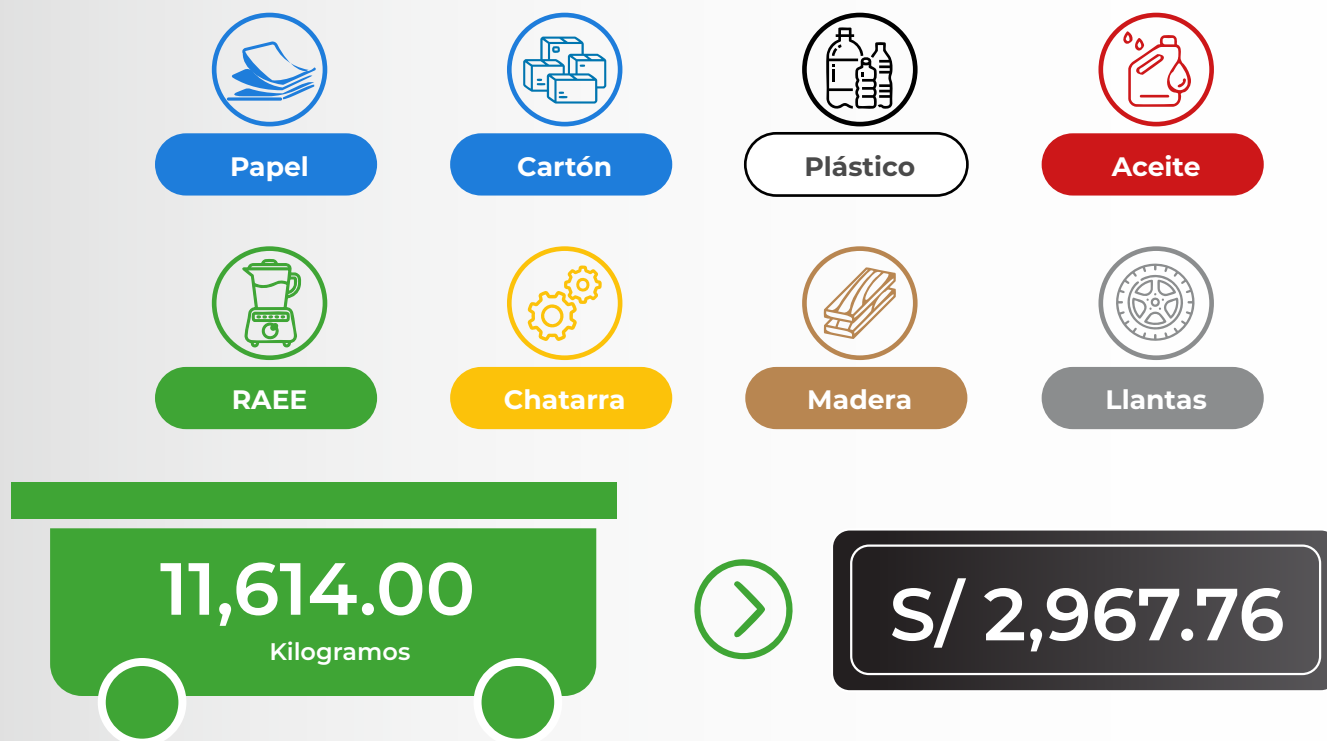 Papel
Cartón
Plástico
Aceite
RAEE
Chatarra
Madera
Llantas
11,614.00
Kilogramos
S/ 2,967.76